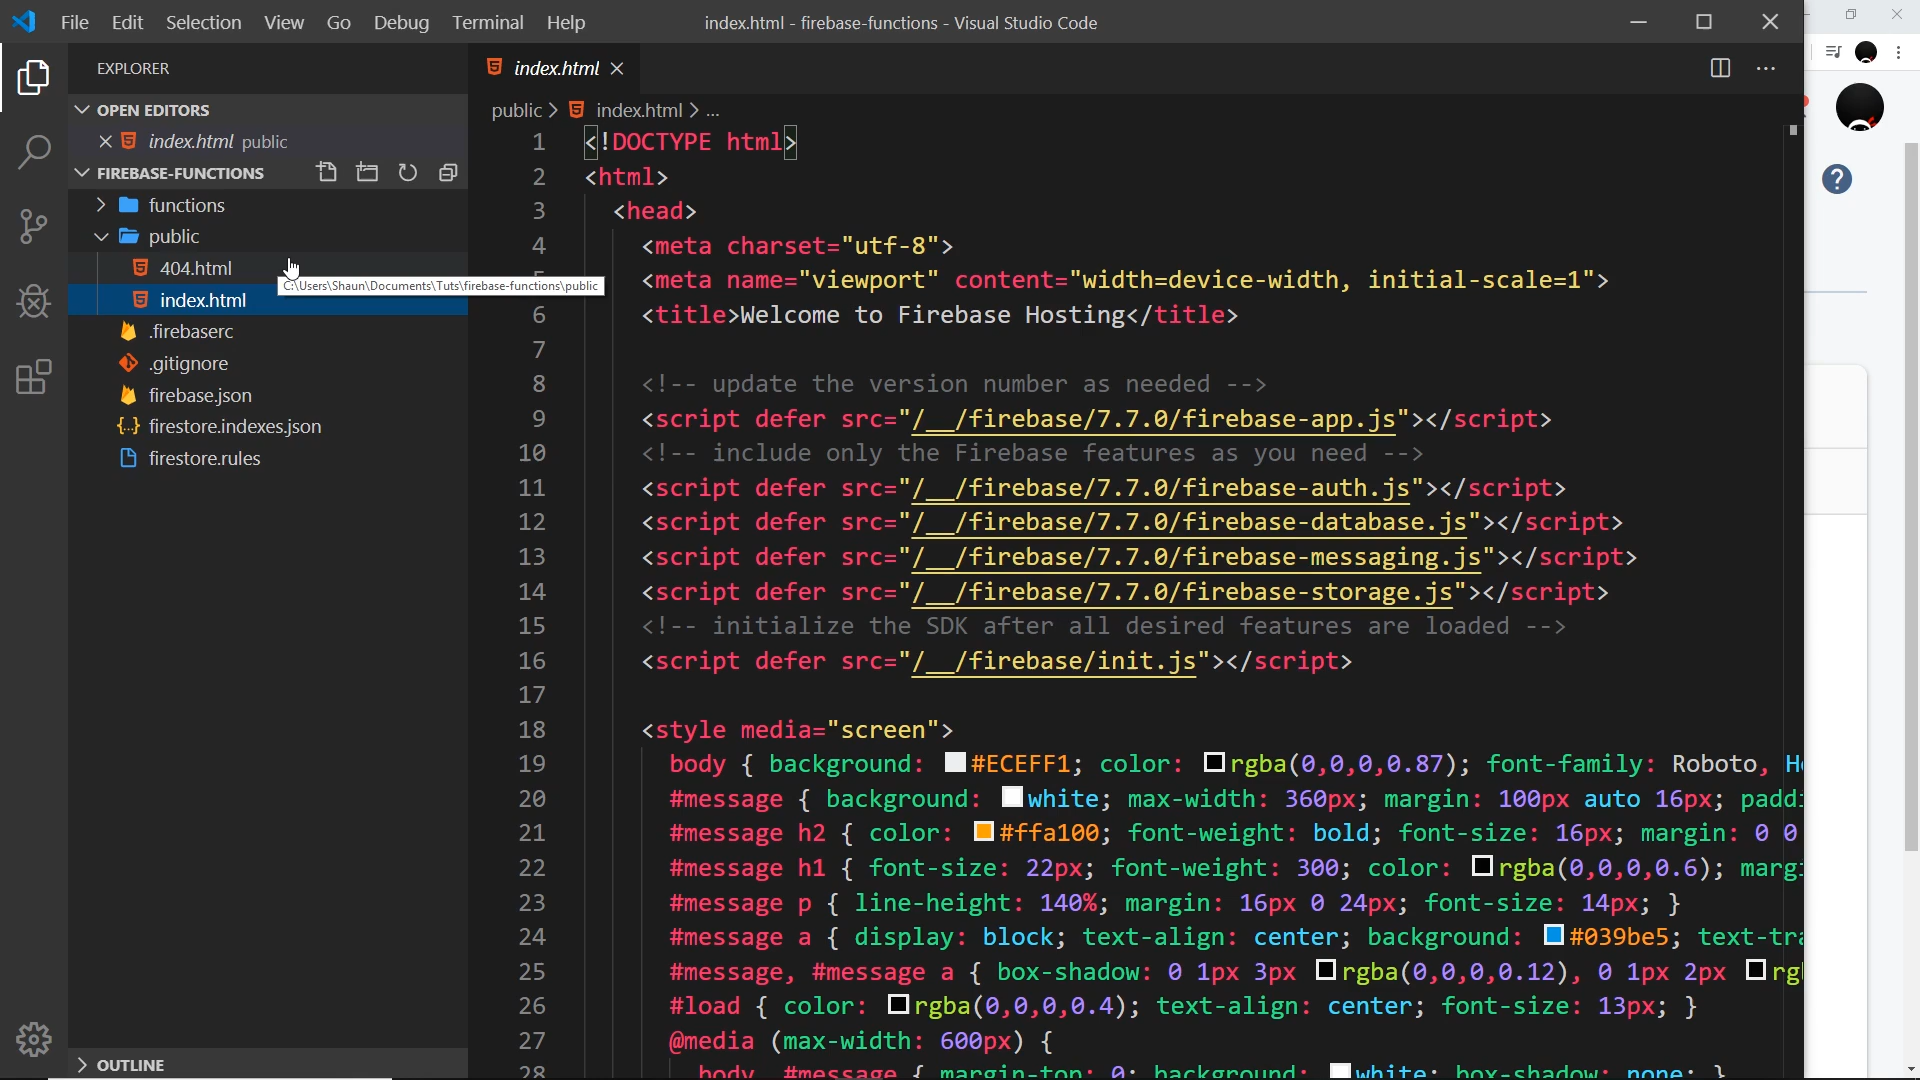 File Edit Selection View Go Debug Terminal Help
index.html - firebase-functions - Visual Studio Code
EXPLORER
OPEN EDITORS
index.html public
FIREBASE-FUNCTIONS
functions
public
404.html
C:\Users\Shaun\Documents\Tuts\firebase-functions\public
index.html
.firebaserc
.gitignore
firebase.json
firestore.indexes.json
firestore.rules
OUTLINE
index.html
public > index.html > ...
1 <!DOCTYPE html>
2 <html>
3 <head>
4 <meta charset="utf-8">
<meta name="viewport" content="width=device-width, initial-scale=1">
6 <title>Welcome to Firebase Hosting</title>
7
8 <!-- update the version number as needed -->
9 <script defer src="/__/firebase/7.7.0/firebase-app.js"></script>
10 <!-- include only the Firebase features as you need -->
11 <script defer src="/__/firebase/7.7.0/firebase-auth.js"></script>
12 <script defer src="/__/firebase/7.7.0/firebase-database.js"></script>
13 <script defer src="/__/firebase/7.7.0/firebase-messaging.js"></script>
14 <script defer src="/__/firebase/7.7.0/firebase-storage.js"></script>
15 <!-- initialize the SDK after all desired features are loaded -->
16 <script defer src="/__/firebase/init.js"></script>
17
18 <style media="screen">
19 body { background: #ECEFF1; color: rgba(0,0,0,0.87); font-family: Roboto, H
20 #message { background: white; max-width: 360px; margin: 100px auto 16px; padd
21 #message h2 { color: #ffa100; font-weight: bold; font-size: 16px; margin: 0 0
22 #message h1 { font-size: 22px; font-weight: 300; color: rgba(0,0,0,0.6); marg
23 #message p { line-height: 140%; margin: 16px 0 24px; font-size: 14px; }
24 #message a { display: block; text-align: center; background: #039be5; text-tra
25 #message, #message a { box-shadow: 0 1px 3px rgba(0,0,0,0.12), 0 1px 2px rg
26 #load { color: rgba(0,0,0,0.4); text-align: center; font-size: 13px; }
27 @media (max-width: 600px) {
28 body, #message { margin-top: 0; background: white; box-shadow: none; }